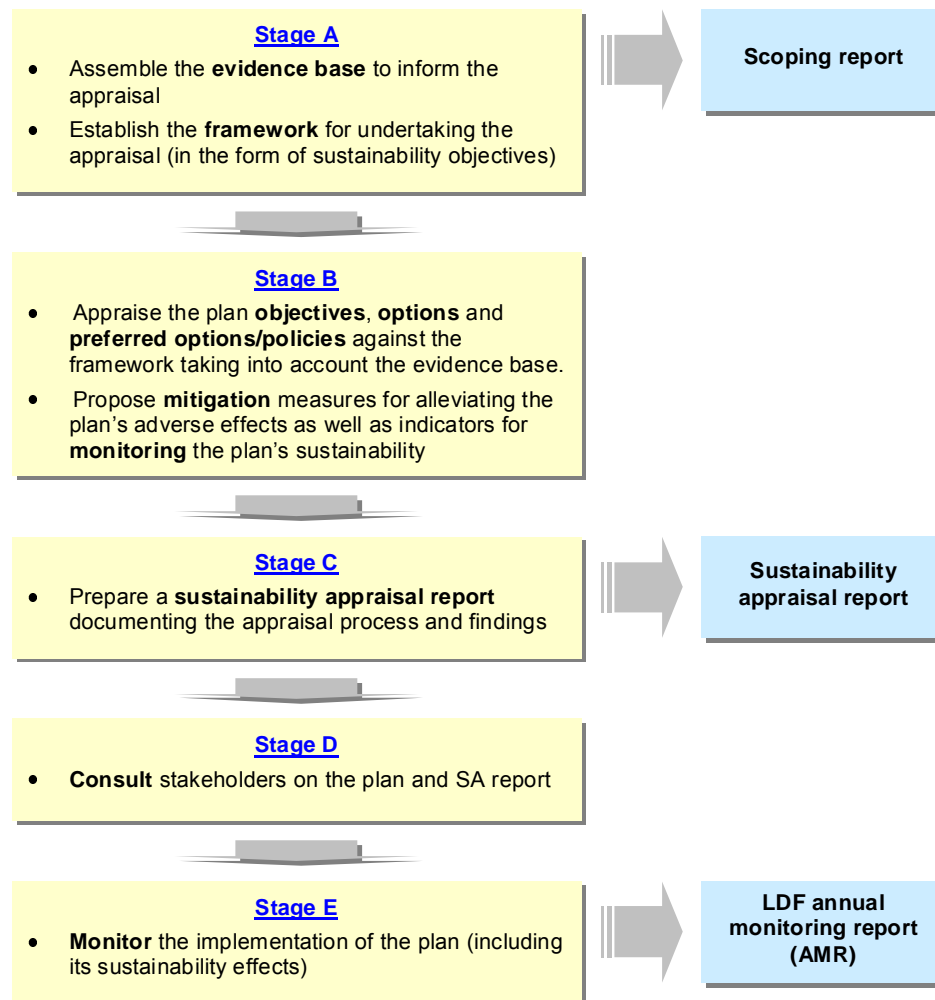 Stage A
• Assemble the evidence base to inform the
appraisal
• Establish the framework for undertaking the
appraisal (in the form of sustainability objectives)
Scoping report
Stage B
• Appraise the plan objectives, options and
preferred options/policies against the
framework taking into account the evidence base.
• Propose mitigation measures for alleviating the
plan's adverse effects as well as indicators for
monitoring the plan's sustainability
Stage C
• Prepare a sustainability appraisal report
documenting the appraisal process and findings
Sustainability
appraisal report
Stage D
• Consult stakeholders on the plan and SA report
Stage E
• Monitor the implementation of the plan (including
its sustainability effects)
LDF annual
monitoring report
(AMR)